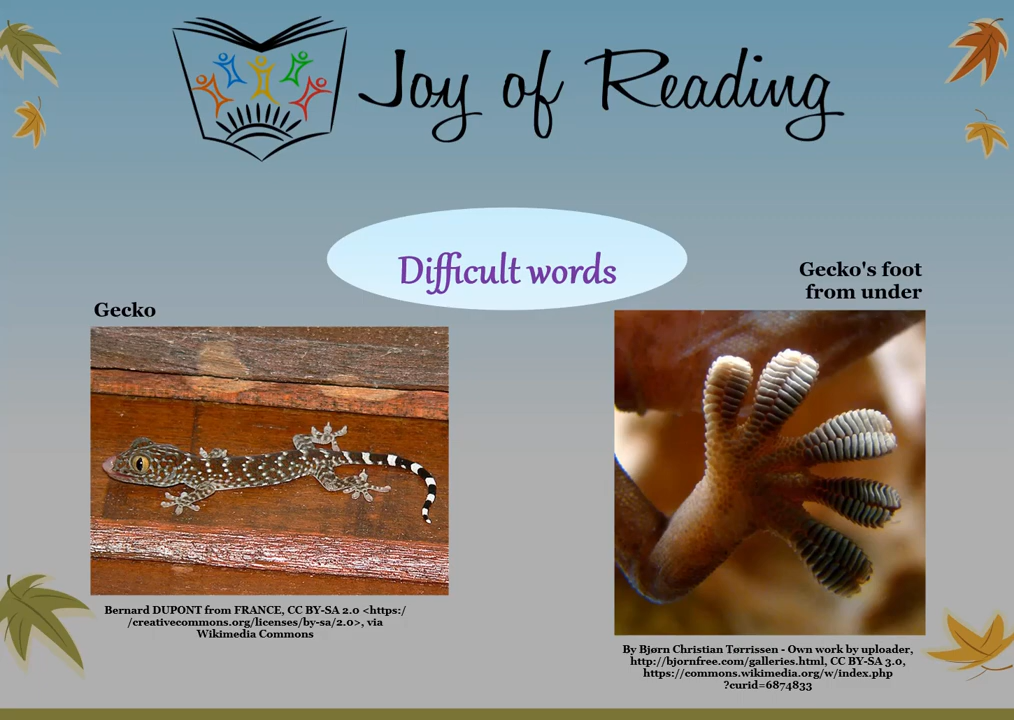 Joy of Reading
Difficult words
Gecko's foot
from under
Gecko
Bernard DUPONT from FRANCE, CC BY-SA 2.0 <https:/
/creativecommons.org/licenses/by-sa/2.0>, via
Wikimedia Commons
By Bjørn Christian Tørrissen - Own work by uploader,
http://bjornfree.com/galleries.html, CC BY-SA 3.0,
https://commons.wikimedia.org/w/index.php
?curid=6874833